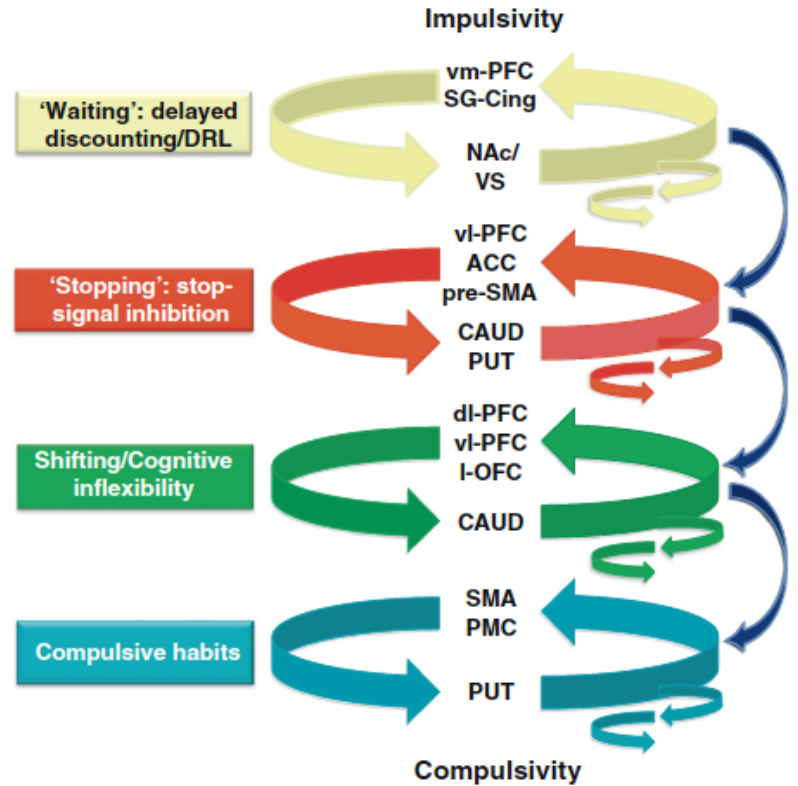 Impulsivity
'Waiting': delayed
discounting/DRL
vm-PFC
SG-Cing
NAc/
VS
'Stopping': stop-
signal inhibition
vl-PFC
ACC
pre-SMA
CAUD
PUT
Shifting/Cognitive
inflexibility
dl-PFC
vl-PFC
l-OFC
CAUD
Compulsive habits
SMA
PMC
PUT
Compulsivity